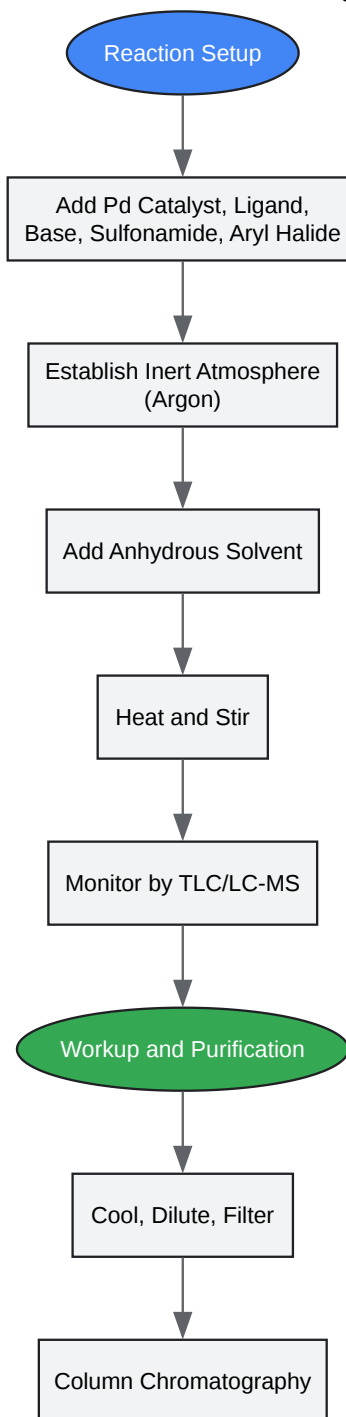 Reaction Setup
Add Pd Catalyst, Ligand,
Base, Sulfonamide, Aryl Halide
Establish Inert Atmosphere
(Argon)
Add Anhydrous Solvent
Heat and Stir
Monitor by TLC/LC-MS
Workup and Purification
Cool, Dilute, Filter
Column Chromatography